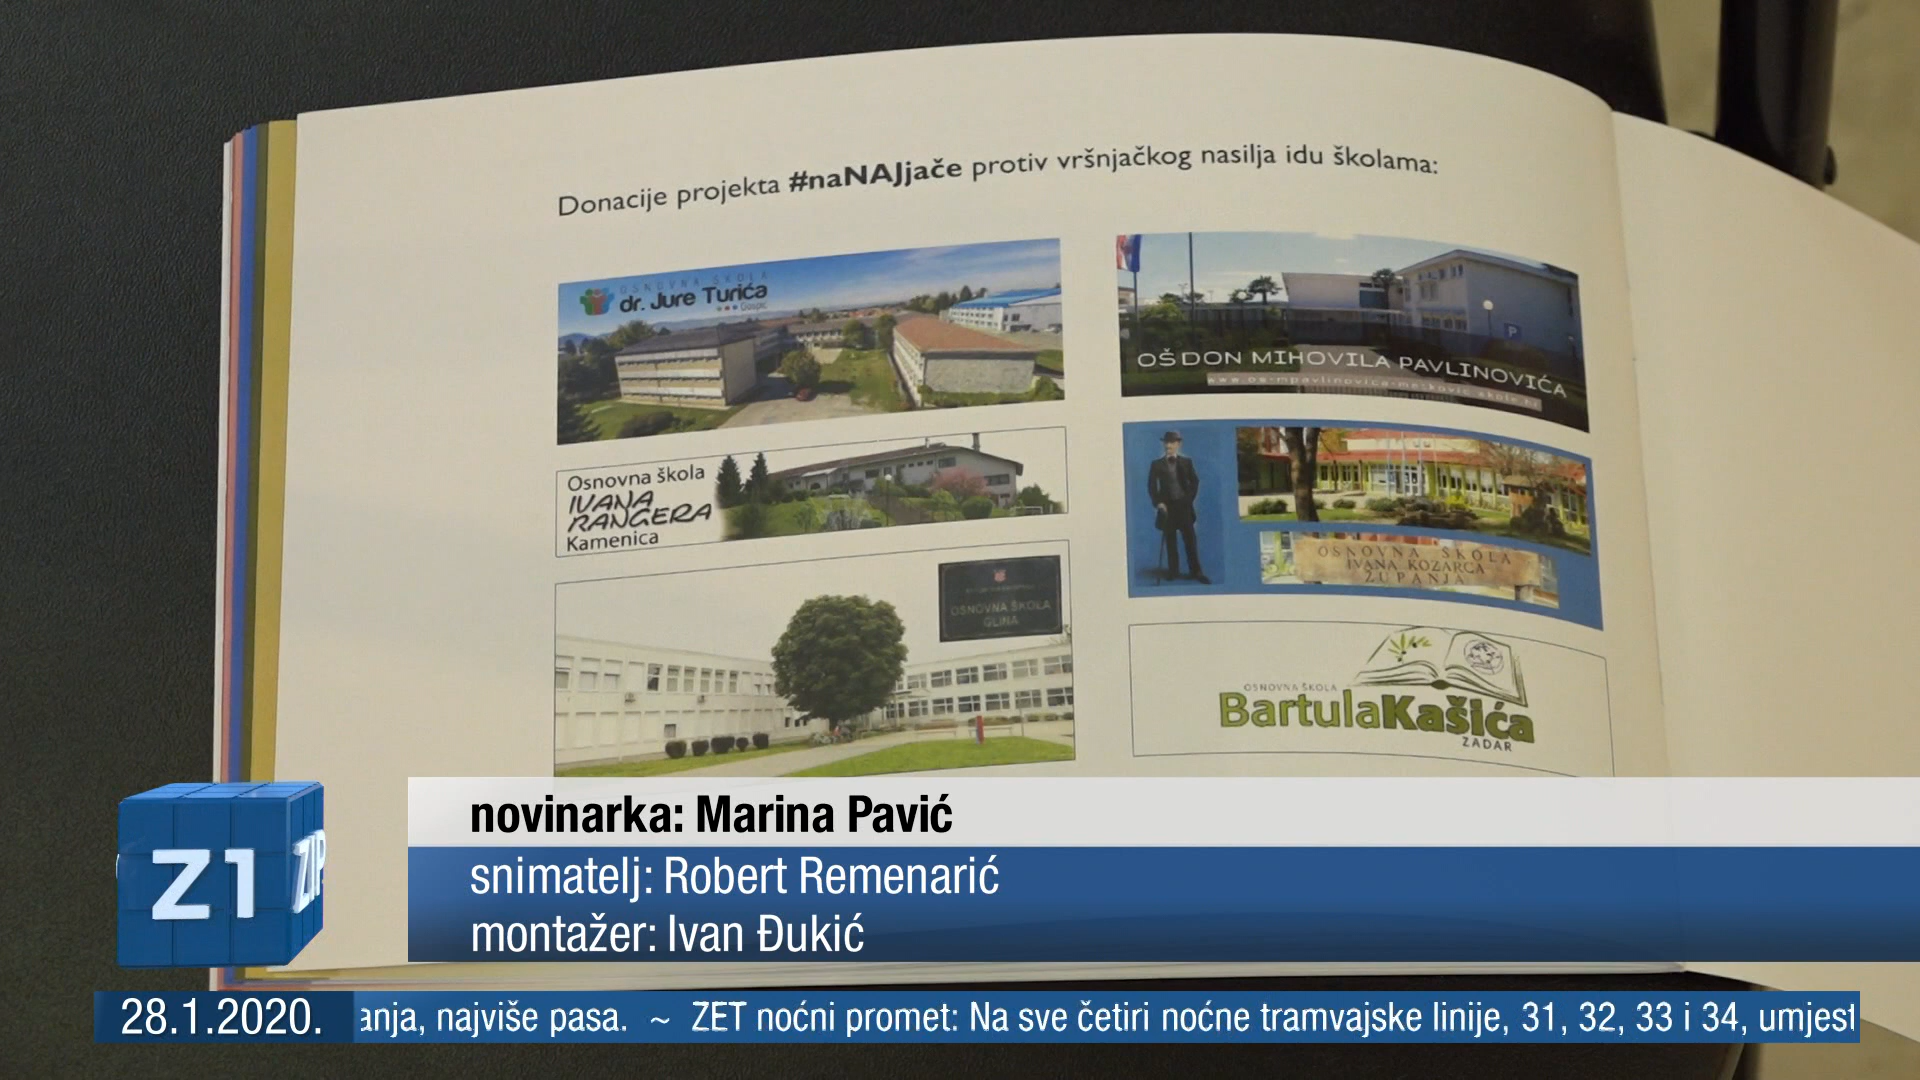 Donacije projekta #naNAJjače protiv vršnjačkog nasilja idu školama:
OSNOVNA ŠKOLA
dr. Jure Turića
Gospić
OŠ DON MIHOVILA PAVLINOVIĆA
Osnovna škola
IVANA
RANGERA
Kamenica
OSNOVNA ŠKOLA
IVANA KOZARCA
ŽUPANJA
OSNOVNA ŠKOLA
GLINA
OSNOVNA ŠKOLA
BartulaKašića
ZADAR
P
Z1
ZIP
novinarka: Marina Pavić
snimatelj: Robert Remenarić
montažer: Ivan Đukić
28.1.2020.
anja, najviše pasa. ~ ZET noćni promet: Na sve četiri noćne tramvajske linije, 31, 32, 33 i 34, umjest